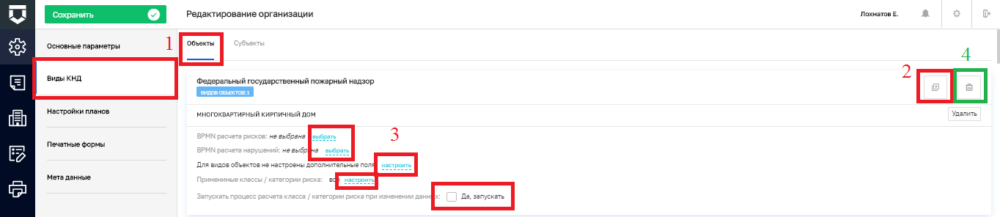 Сохранить
Редактирование организации
Лохматов Е.
Основные параметры
1
Объекты
Субъекты
Виды КНД
Федеральный государственный пожарный надзор
2
4
ВИДОВ ОБЪЕКТОВ: 1
Настройки планов
МНОГОКВАРТИРНЫЙ КИРПИЧНЫЙ ДОМ
Удалить
BPMN расчета рисков: не выбрана выбрать
3
Печатные формы
BPMN расчета нарушений: не выбрана выбрать
Для видов объектов не настроены дополнительные поля настроить
Мета данные
Применимые классы / категории риска: все настроить
Запускать процесс расчета класса / категории риска при изменении данных: Да, запускать